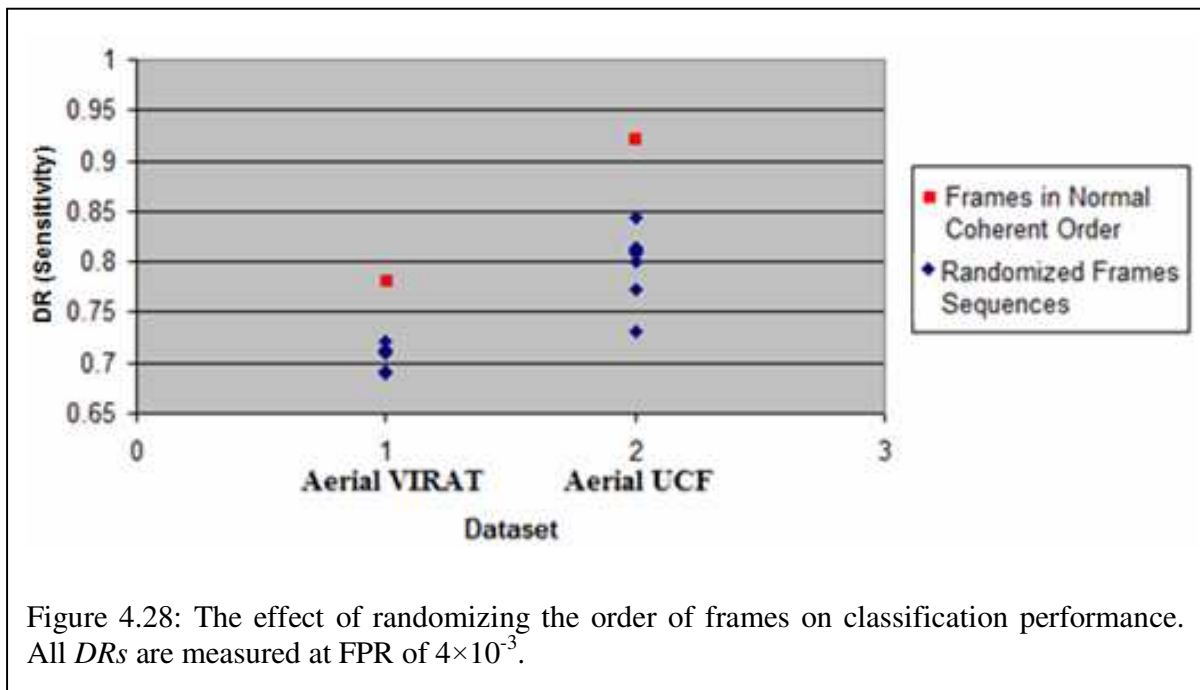 1
0.95
0.9
0.85
0.8
0.75
0.7
0.65
DR (Sensitivity)
0 1 2 3
Aerial VIRAT Aerial UCF
Dataset
Frames in Normal
Coherent Order
Randomized Frames
Sequences
Figure 4.28: The effect of randomizing the order of frames on classification performance.
All DRs are measured at FPR of 4×10⁻³.